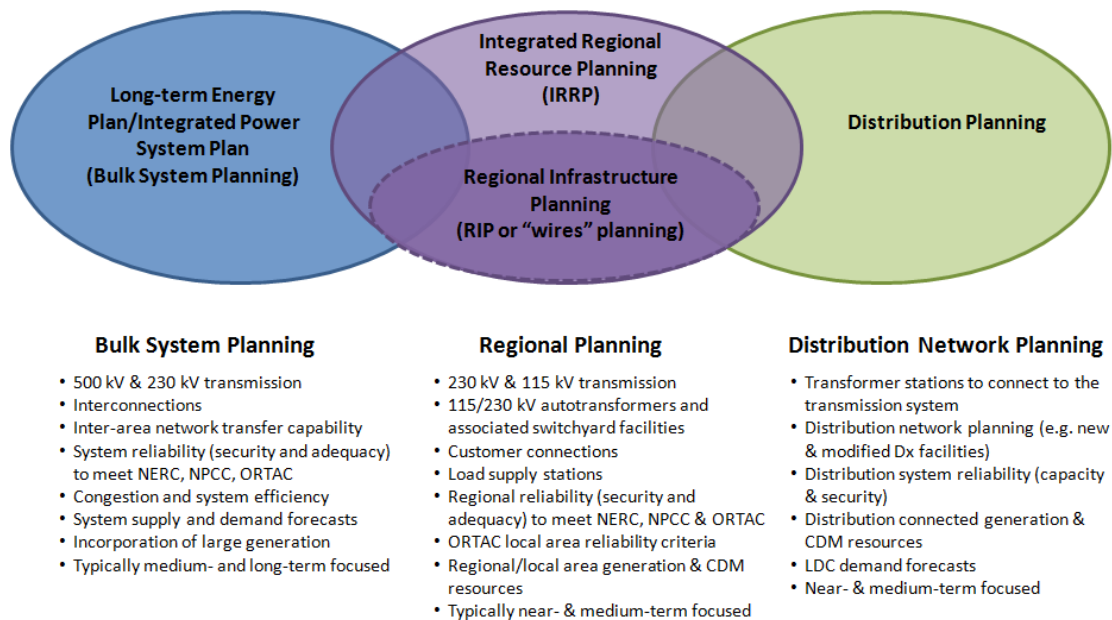 Long-term Energy
Plan/Integrated Power
System Plan
(Bulk System Planning)
Integrated Regional
Resource Planning
(IRRP)
Regional Infrastructure
Planning
(RIP or “wires” planning)
Distribution Planning
Bulk System Planning
• 500 kV & 230 kV transmission
• Interconnections
• Inter-area network transfer capability
• System reliability (security and adequacy)
to meet NERC, NPCC, ORTAC
• Congestion and system efficiency
• System supply and demand forecasts
• Incorporation of large generation
• Typically medium- and long-term focused
Regional Planning
• 230 kV & 115 kV transmission
• 115/230 kV autotransformers and
associated switchyard facilities
• Customer connections
• Load supply stations
• Regional reliability (security and
adequacy) to meet NERC, NPCC & ORTAC
• ORTAC local area reliability criteria
• Regional/local area generation & CDM
resources
• Typically near- & medium-term focused
Distribution Network Planning
• Transformer stations to connect to the
transmission system
• Distribution network planning (e.g. new
& modified Dx facilities)
• Distribution system reliability (capacity
& security)
• Distribution connected generation &
CDM resources
• LDC demand forecasts
• Near- & medium-term focused